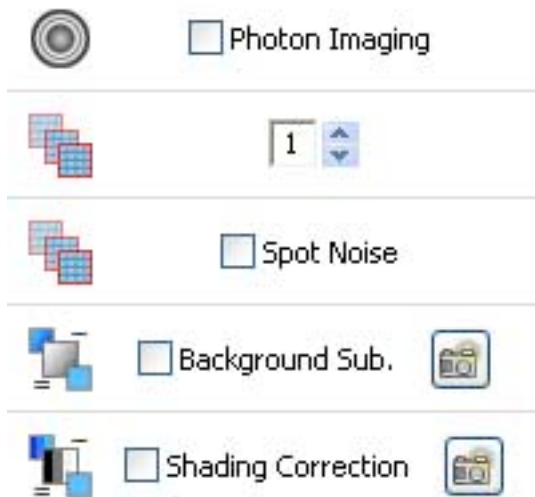 Photon Imaging
1
Spot Noise
Background Sub.
Shading Correction